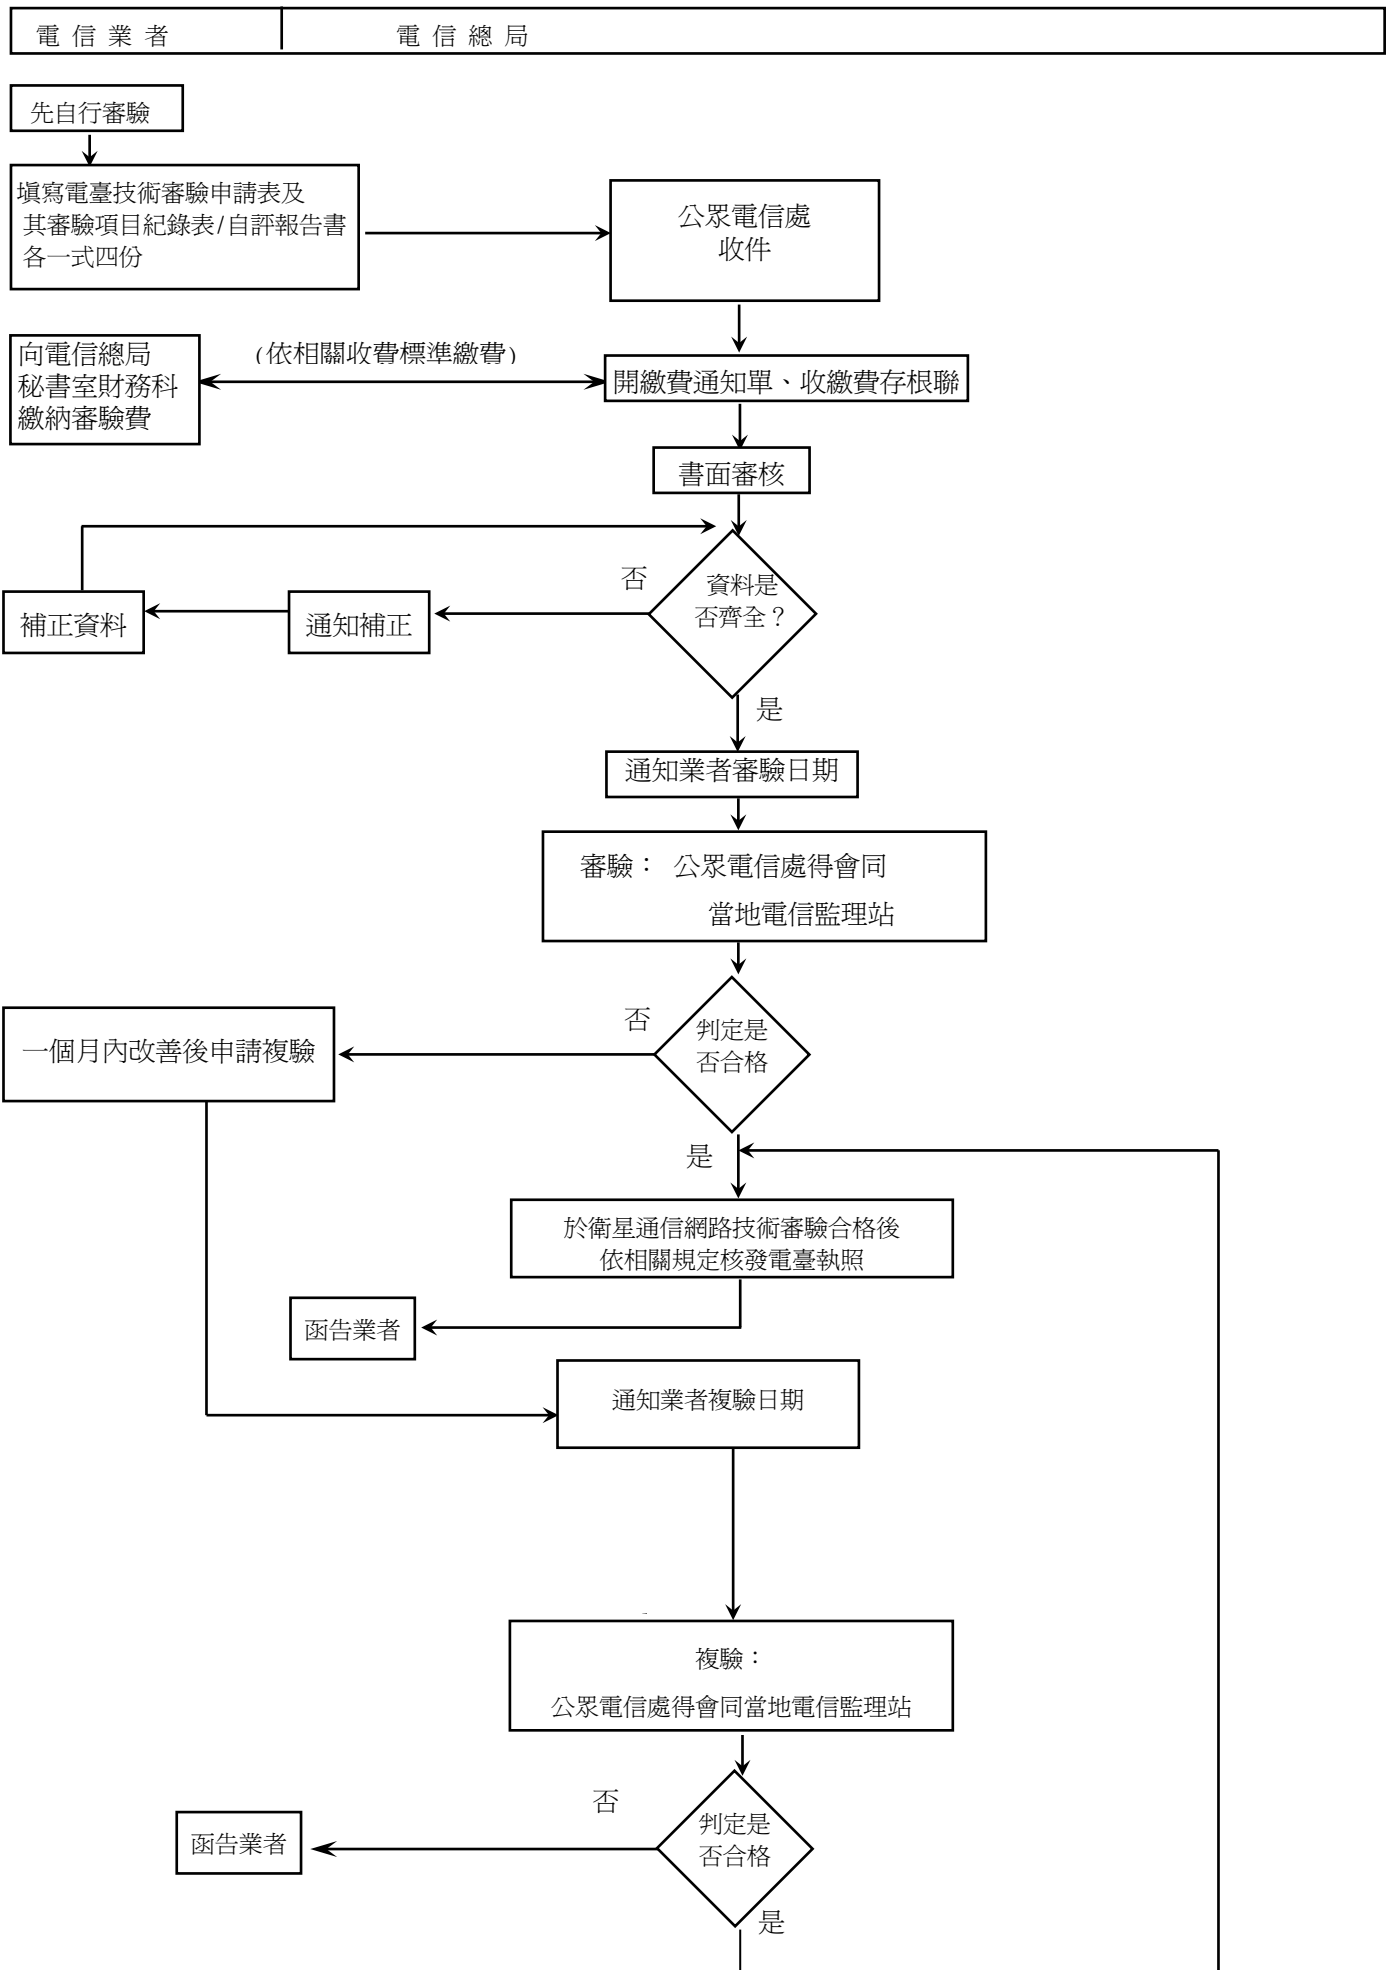 電信業者 電信總局
先自行審驗
填寫電臺技術審驗申請表及
其審驗項目紀錄表/自評報告書
各一式四份
公眾電信處
收件
向電信總局
秘書室財務科
繳納審驗費
(依相關收費標準繳費)
開繳費通知單、收繳費存根聯
書面審核
否
資料是
否齊全？
補正資料
通知補正
是
通知業者審驗日期
審驗： 公眾電信處得會同
當地電信監理站
否
判定是
否合格
一個月內改善後申請複驗
是
於衛星通信網路技術審驗合格後
依相關規定核發電臺執照
函告業者
通知業者複驗日期
複驗：
公眾電信處得會同當地電信監理站
否
判定是
否合格
函告業者
是